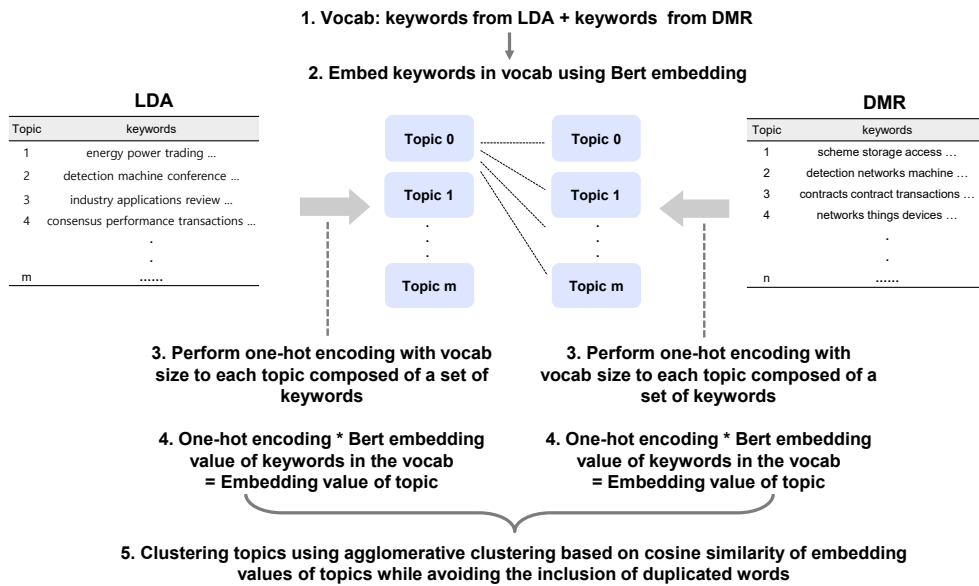 1. Vocab: keywords from LDA + keywords from DMR
2. Embed keywords in vocab using Bert embedding
LDA
Topic keywords
1 energy power trading ...
2 detection machine conference ...
3 industry applications review ...
4 consensus performance transactions ...
.
.
m ......
Topic 0
Topic 1
.
.
.
Topic m
Topic 0
Topic 1
.
.
.
Topic m
DMR
Topic keywords
1 scheme storage access …
2 detection networks machine …
3 contracts contract transactions …
4 networks things devices …
.
.
n ......
3. Perform one-hot encoding with vocab
size to each topic composed of a set of
keywords
3. Perform one-hot encoding with
vocab size to each topic composed of a
set of keywords
4. One-hot encoding * Bert embedding
value of keywords in the vocab
= Embedding value of topic
4. One-hot encoding * Bert embedding
value of keywords in the vocab
= Embedding value of topic
5. Clustering topics using agglomerative clustering based on cosine similarity of embedding
values of topics while avoiding the inclusion of duplicated words